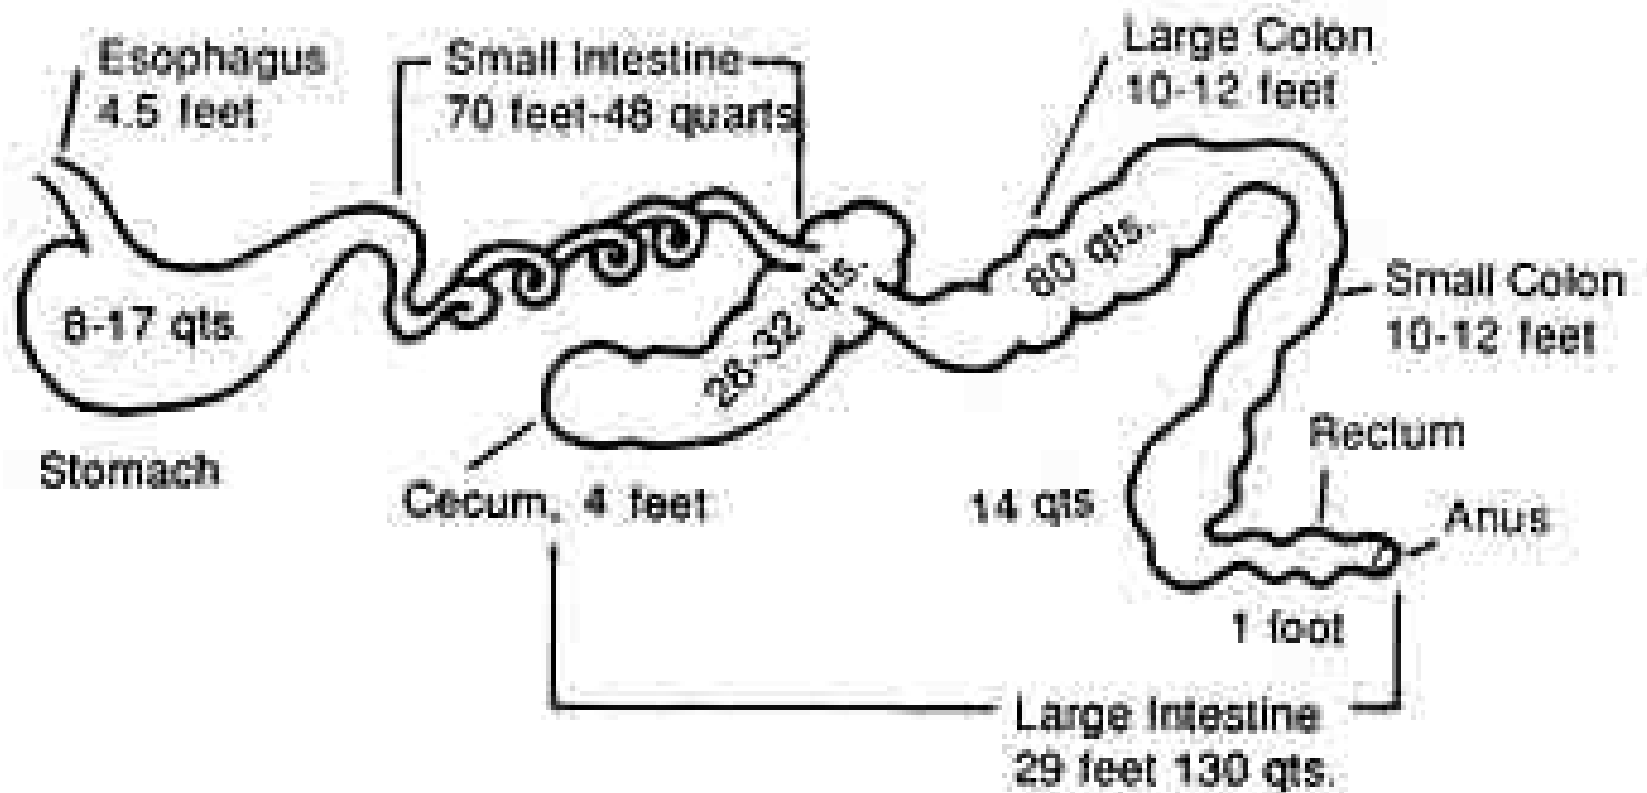 Esophagus
4.5 feet
Small Intestine
70 feet-48 quarts
Large Colon
10-12 feet
8-17 qts
Stomach
28-32 qts.
Cecum, 4 feet
80 qts.
Small Colon
10-12 feet
14 qts
Rectum
Anus
1 foot
Large Intestine
29 feet 130 qts.